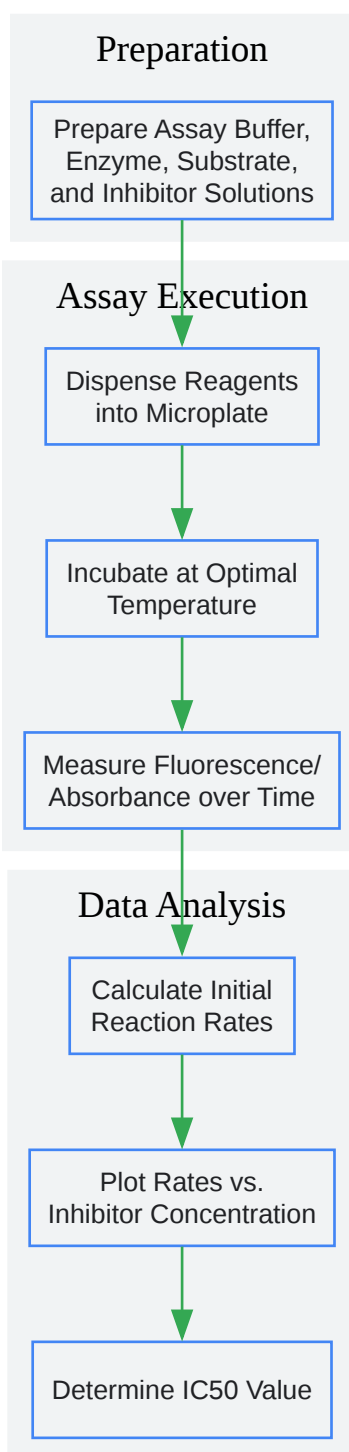 Preparation
Prepare Assay Buffer,
Enzyme, Substrate,
and Inhibitor Solutions
Assay Execution
Dispense Reagents
into Microplate
Incubate at Optimal
Temperature
Measure Fluorescence/
Absorbance over Time
Data Analysis
Calculate Initial
Reaction Rates
Plot Rates vs.
Inhibitor Concentration
Determine IC50 Value